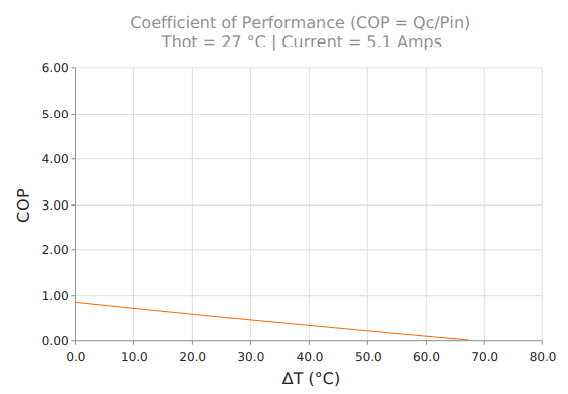 Coefficient of Performance (COP = Qc/Pin)
Thot = 27 °C | Current = 5.1 Amps
6.00
5.00
4.00
3.00
2.00
1.00
0.00
COP
0.0 10.0 20.0 30.0 40.0 50.0 60.0 70.0 80.0
ΔT (°C)